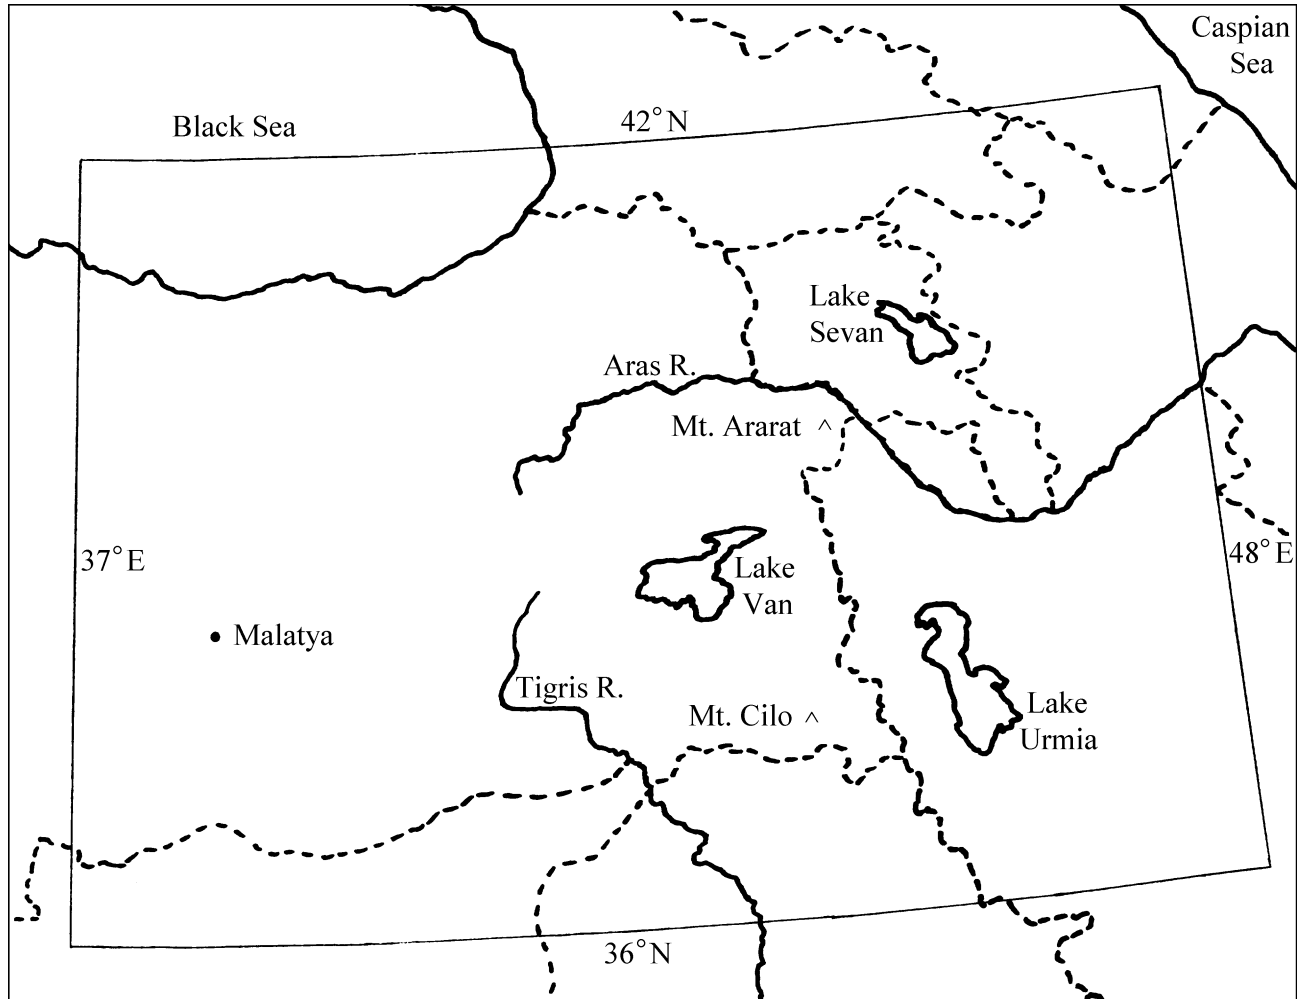 Caspian
Sea
Black Sea
42°N
Lake
Sevan
Aras R.
Mt. Ararat ^
37°E
48°E
Lake
Van
• Malatya
Tigris R.
Mt. Cilo ^
Lake
Urmia
36°N